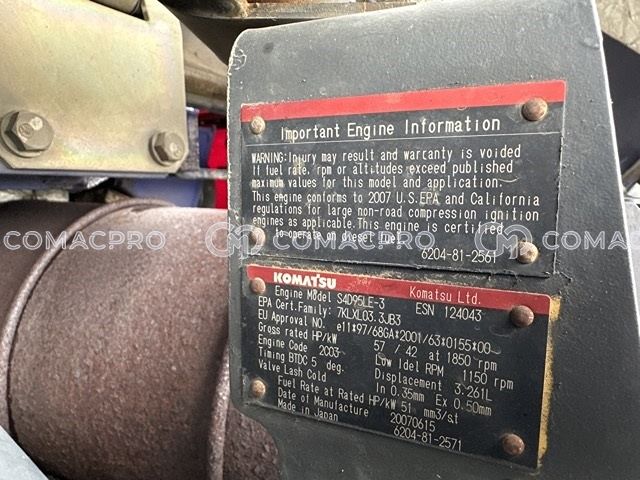 Important Engine Information
WARNING: Injury may result and warranty is voided
if fuel rate, rpm or altitudes exceed published
maximum values for this model and application.
This engine conforms to 2007 U.S.EPA and California
regulations for large non-road compression ignition
engines as applicable. This engine is certified
to operate on diesel fuel.
6204-81-2561
COMACPRO COMACPRO COMAC
KOMATSU Komatsu Ltd.
Engine Model S4D95LE-3 ESN 124043
EPA Cert.Family: 7KLXL03.3JB3
EU Approval NO. e11*97/68GA*2001/63*0155*00
Gross rated HP/kW 57 / 42 at 1850 rpm
Engine Code 2003 Low Idel RPM 1150 rpm
Timing BTDC 5 deg. Displacement 3.261L
Valve Lash Cold In 0.35mm Ex 0.50mm
Fuel Rate at Rated HP/kW 51 mm3/st
Date of Manufacture 20070615
Made in Japan 6204-81-2571